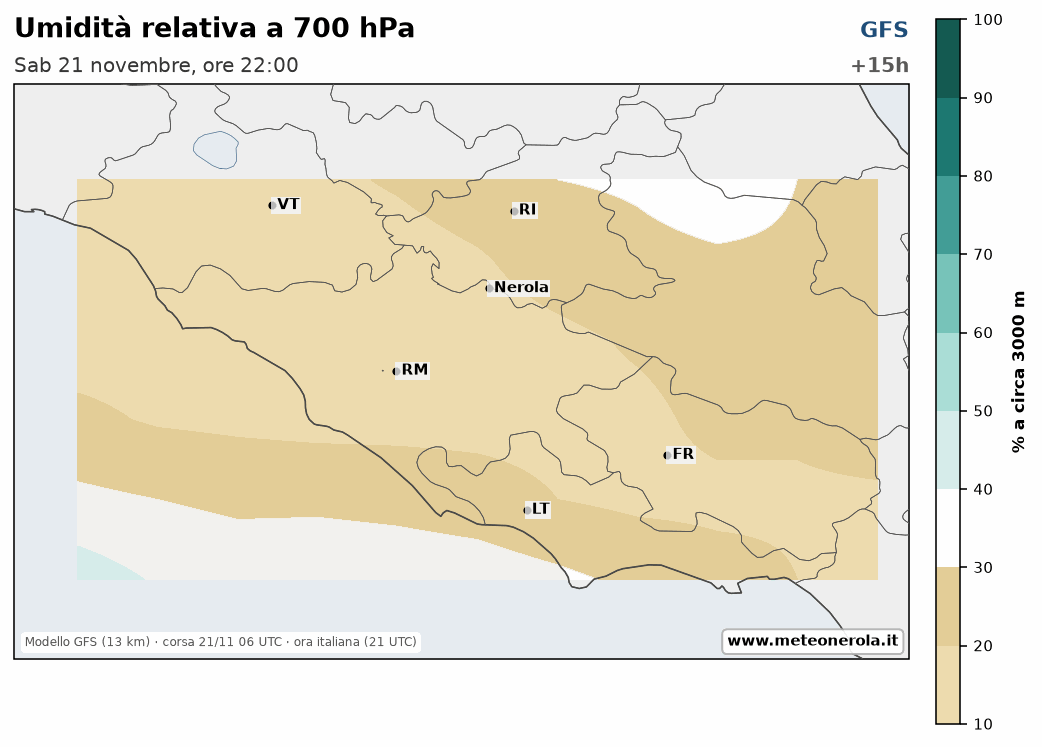 Umidità relativa a 700 hPa
GFS
Sab 21 novembre, ore 22:00
+15h
VT
RI
Nerola
RM
FR
LT
Modello GFS (13 km) · corsa 21/11 06 UTC · ora italiana (21 UTC)
www.meteonerola.it
100
90
80
70
60
50
40
30
20
10
% a circa 3000 m